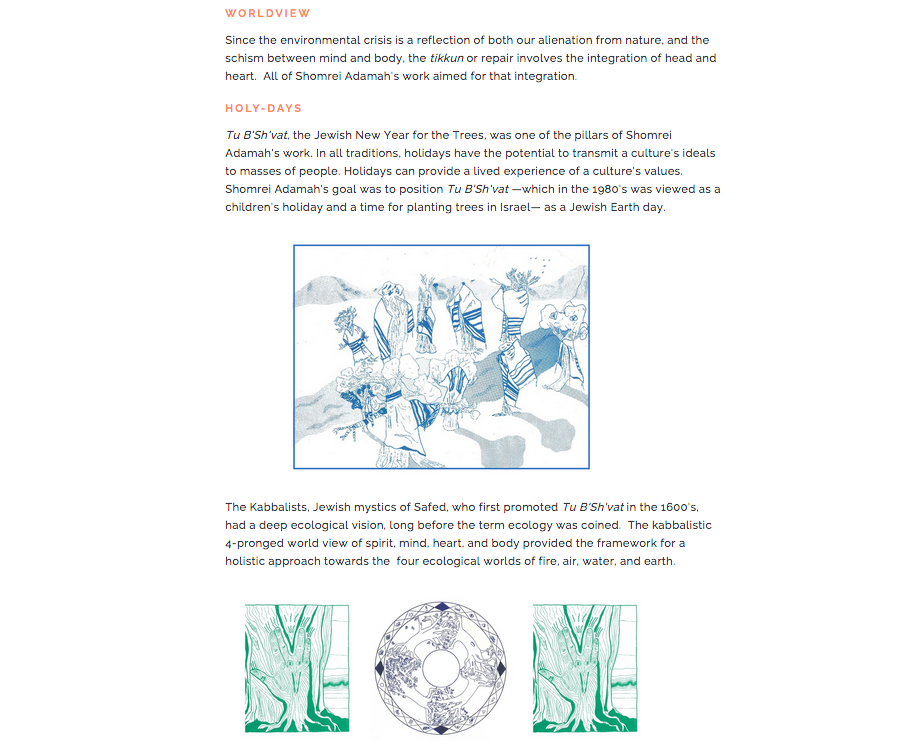 WORLDVIEW
Since the environmental crisis is a reflection of both our alienation from nature, and the
schism between mind and body, the tikkun or repair involves the integration of head and
heart.  All of Shomrei Adamah's work aimed for that integration.
HOLY-DAYS
Tu B'Sh'vat, the Jewish New Year for the Trees, was one of the pillars of Shomrei
Adamah's work. In all traditions, holidays have the potential to transmit a culture's ideals
to masses of people. Holidays can provide a lived experience of a culture's values.
Shomrei Adamah's goal was to position Tu B'Sh'vat —which in the 1980's was viewed as a
children's holiday and a time for planting trees in Israel— as a Jewish Earth day.
The Kabbalists, Jewish mystics of Safed, who first promoted Tu B'Sh'vat in the 1600's,
had a deep ecological vision, long before the term ecology was coined.  The kabbalistic
4-pronged world view of spirit, mind, heart, and body provided the framework for a
holistic approach towards the  four ecological worlds of fire, air, water, and earth.